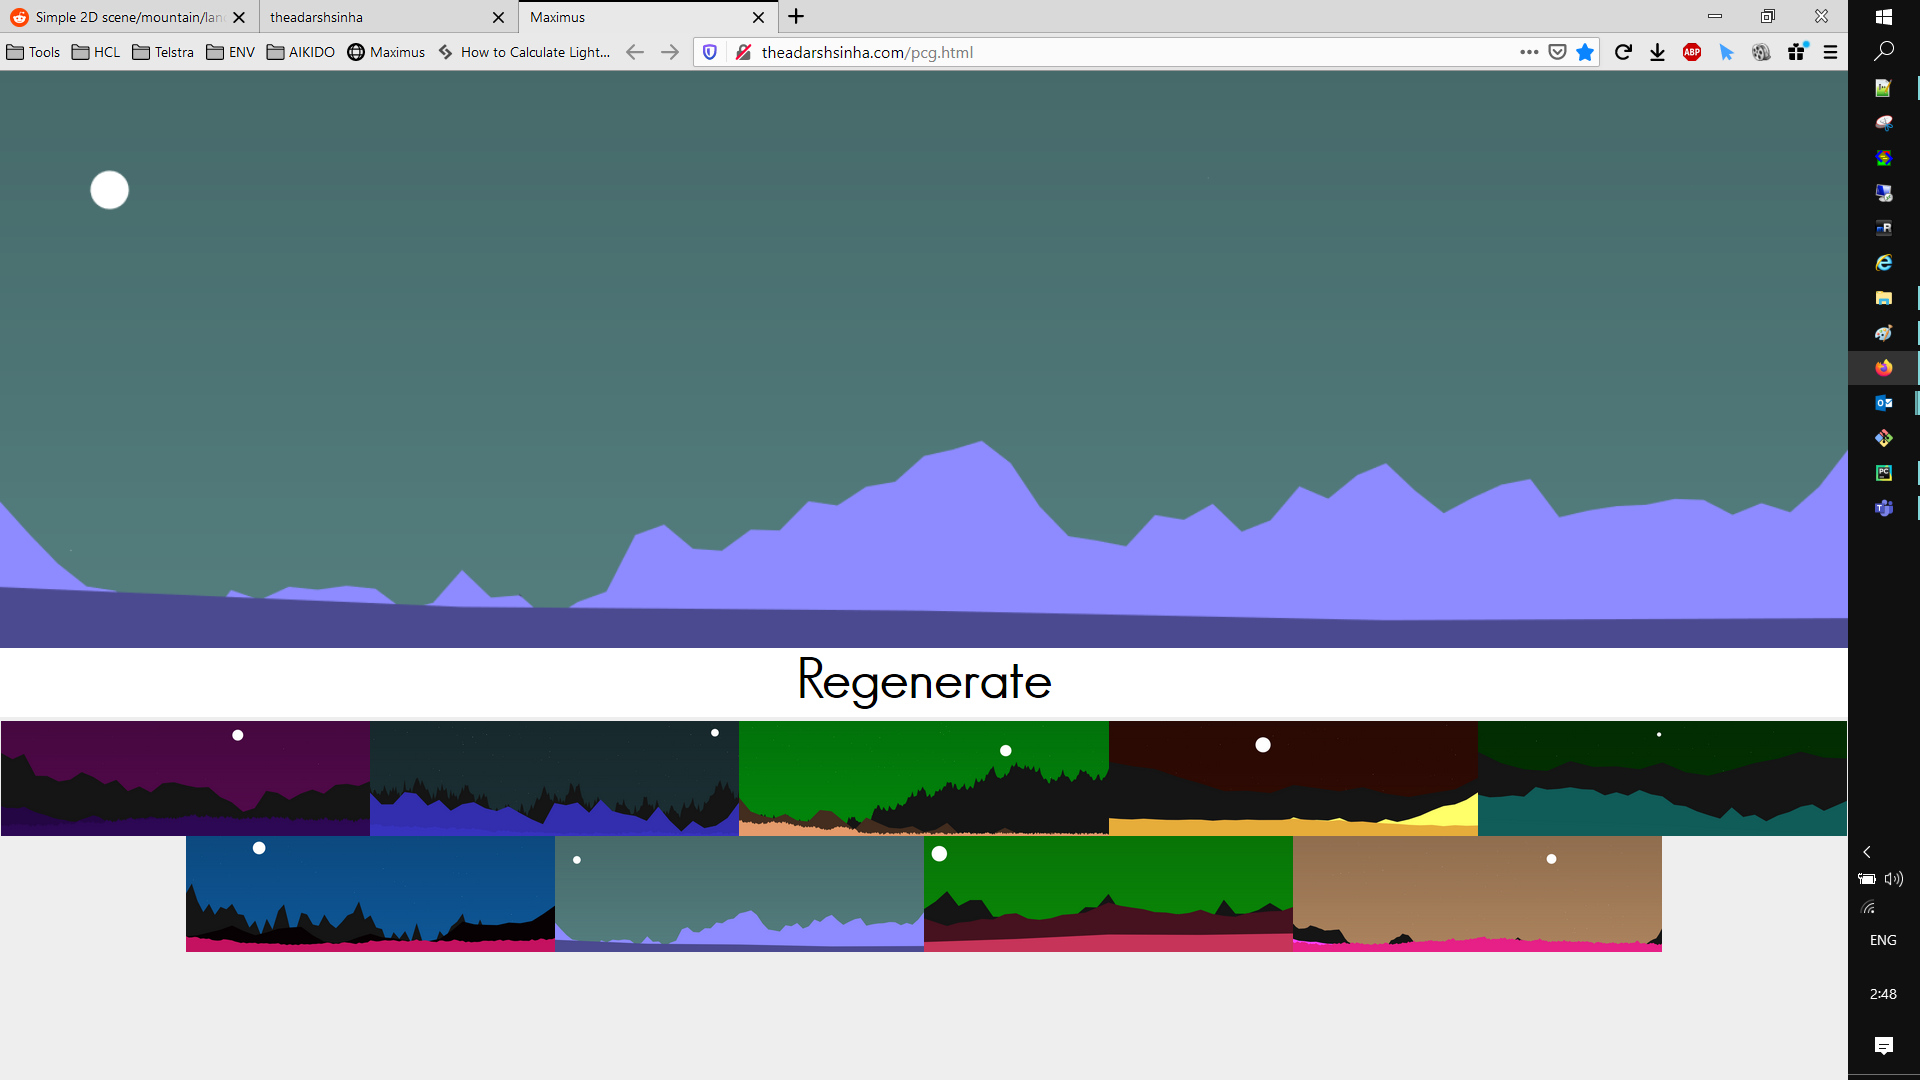 Simple 2D scene/mountain/lan
theadarshsinha
Maximus
Tools
HCL
Telstra
ENV
AIKIDO
Maximus
How to Calculate Light...
theadarshsinha.com/pcg.html
ABP
Regenerate
ENG
2:48